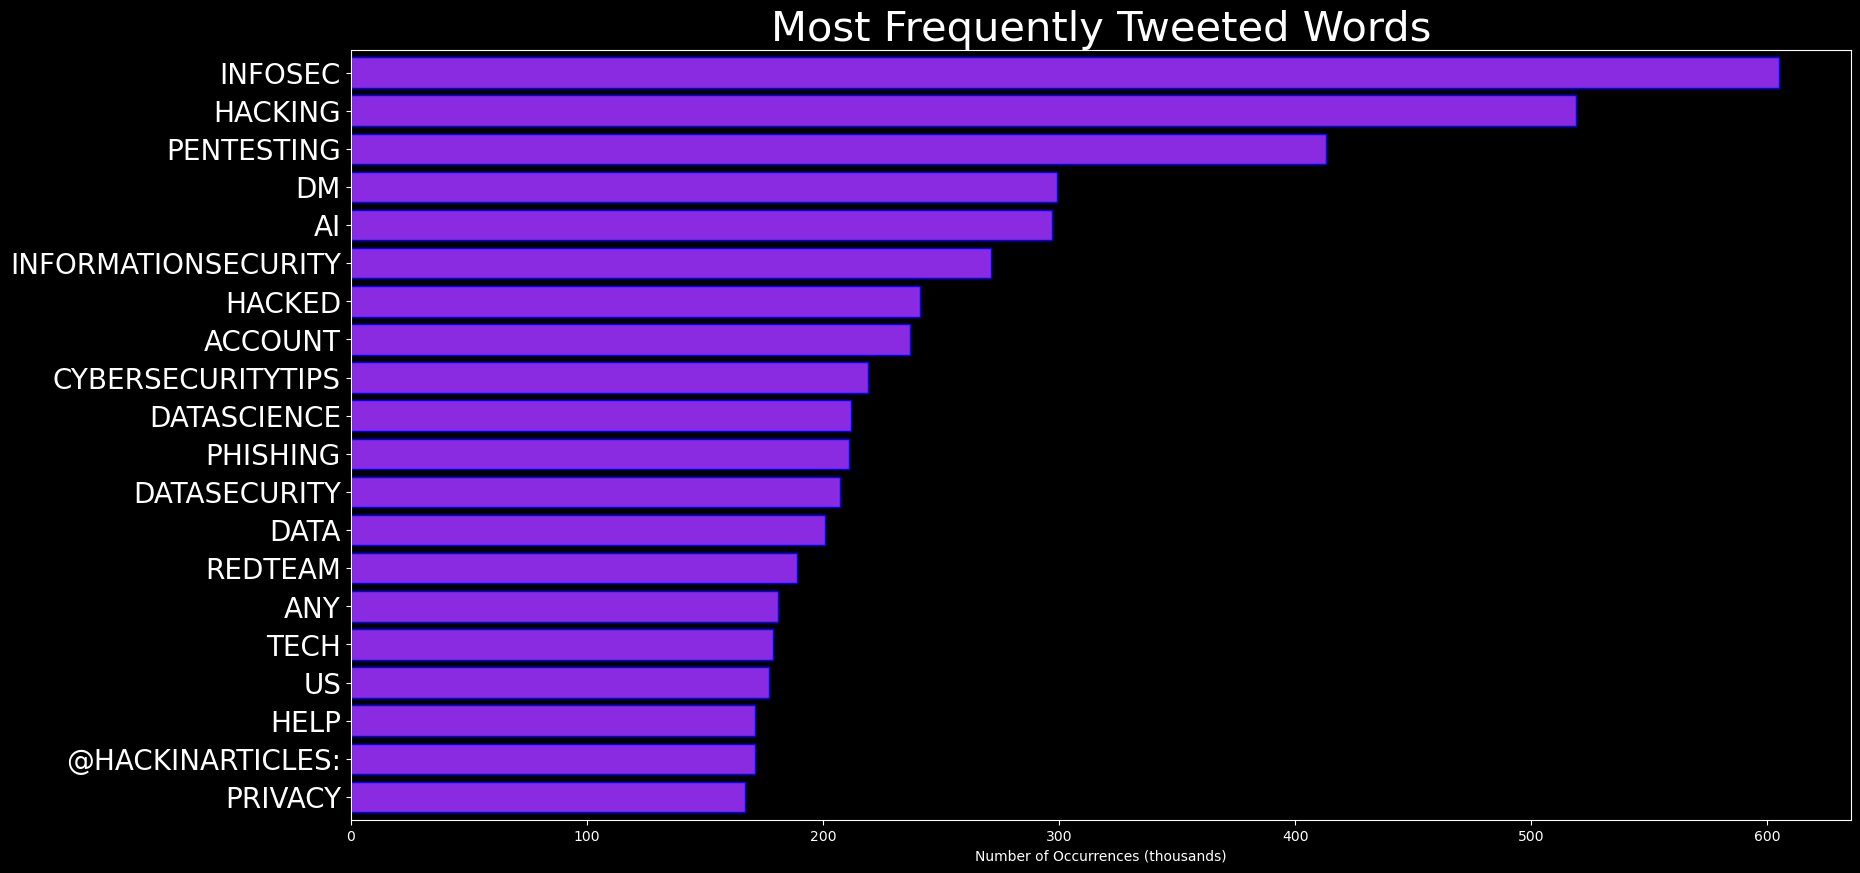 Most Frequently Tweeted Words
INFOSEC
HACKING
PENTESTING
DM
AI
INFORMATIONSECURITY
HACKED
ACCOUNT
CYBERSECURITYTIPS
DATASCIENCE
PHISHING
DATASECURITY
DATA
REDTEAM
ANY
TECH
US
HELP
@HACKINARTICLES:
PRIVACY
0 100 200 300 400 500 600
Number of Occurrences (thousands)